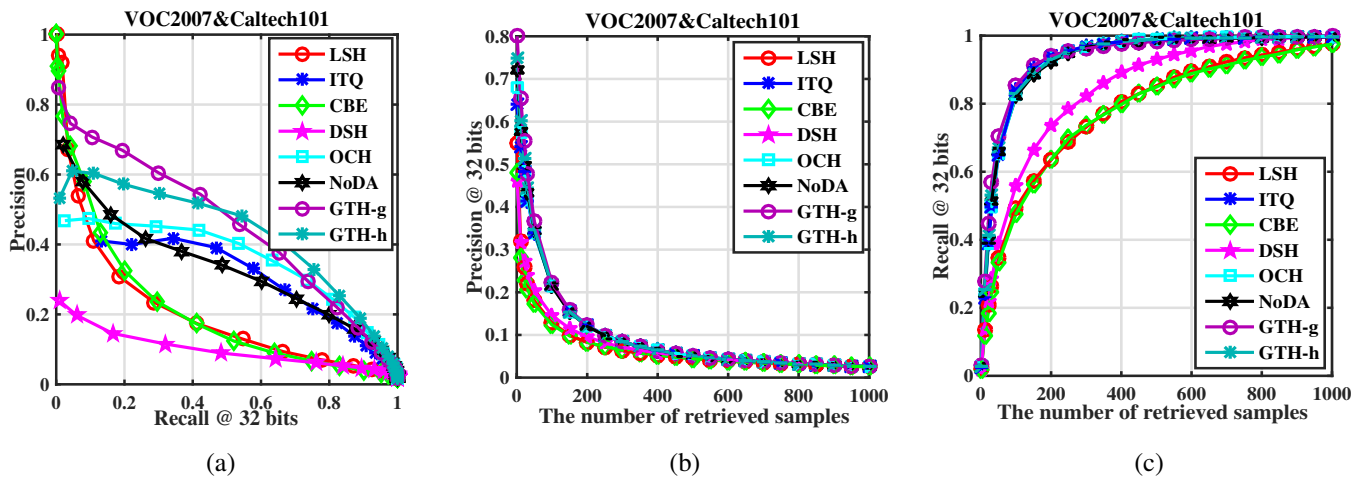 VOC2007&Caltech101
Precision
1
0.8
0.6
0.4
0.2
0
0
0.2
0.4
0.6
0.8
1
Recall @ 32 bits
LSH
ITQ
CBE
DSH
OCH
NoDA
GTH-g
GTH-h
(a)
VOC2007&Caltech101
Precision @ 32 bits
0.8
0.7
0.6
0.5
0.4
0.3
0.2
0.1
0
0
200
400
600
800
1000
The number of retrieved samples
LSH
ITQ
CBE
DSH
OCH
NoDA
GTH-g
GTH-h
(b)
VOC2007&Caltech101
Recall @ 32 bits
1
0.8
0.6
0.4
0.2
0
0
200
400
600
800
1000
The number of retrieved samples
LSH
ITQ
CBE
DSH
OCH
NoDA
GTH-g
GTH-h
(c)